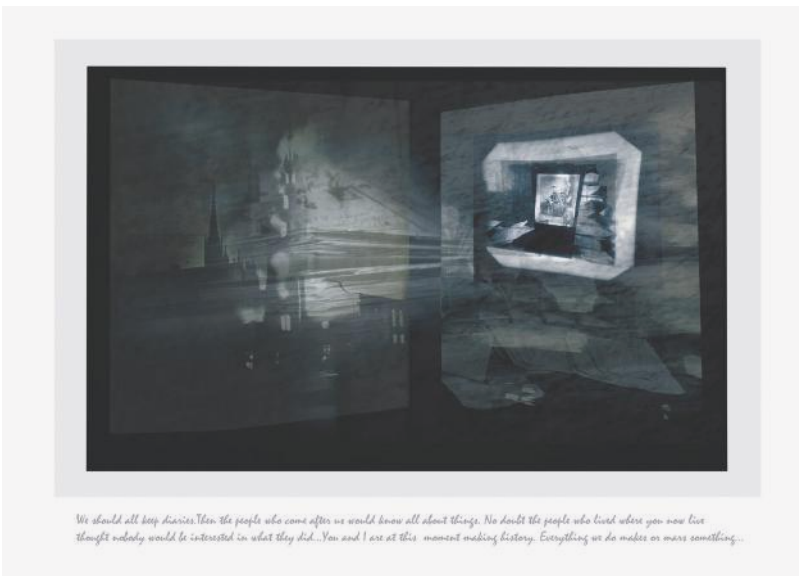 We should all keep diaries.Then the people who come after us would know all about things. No doubt the people who lived where you now live
thought nobody would be interested in what they did...You and I are at this moment making history. Everything we do makes or mars something...